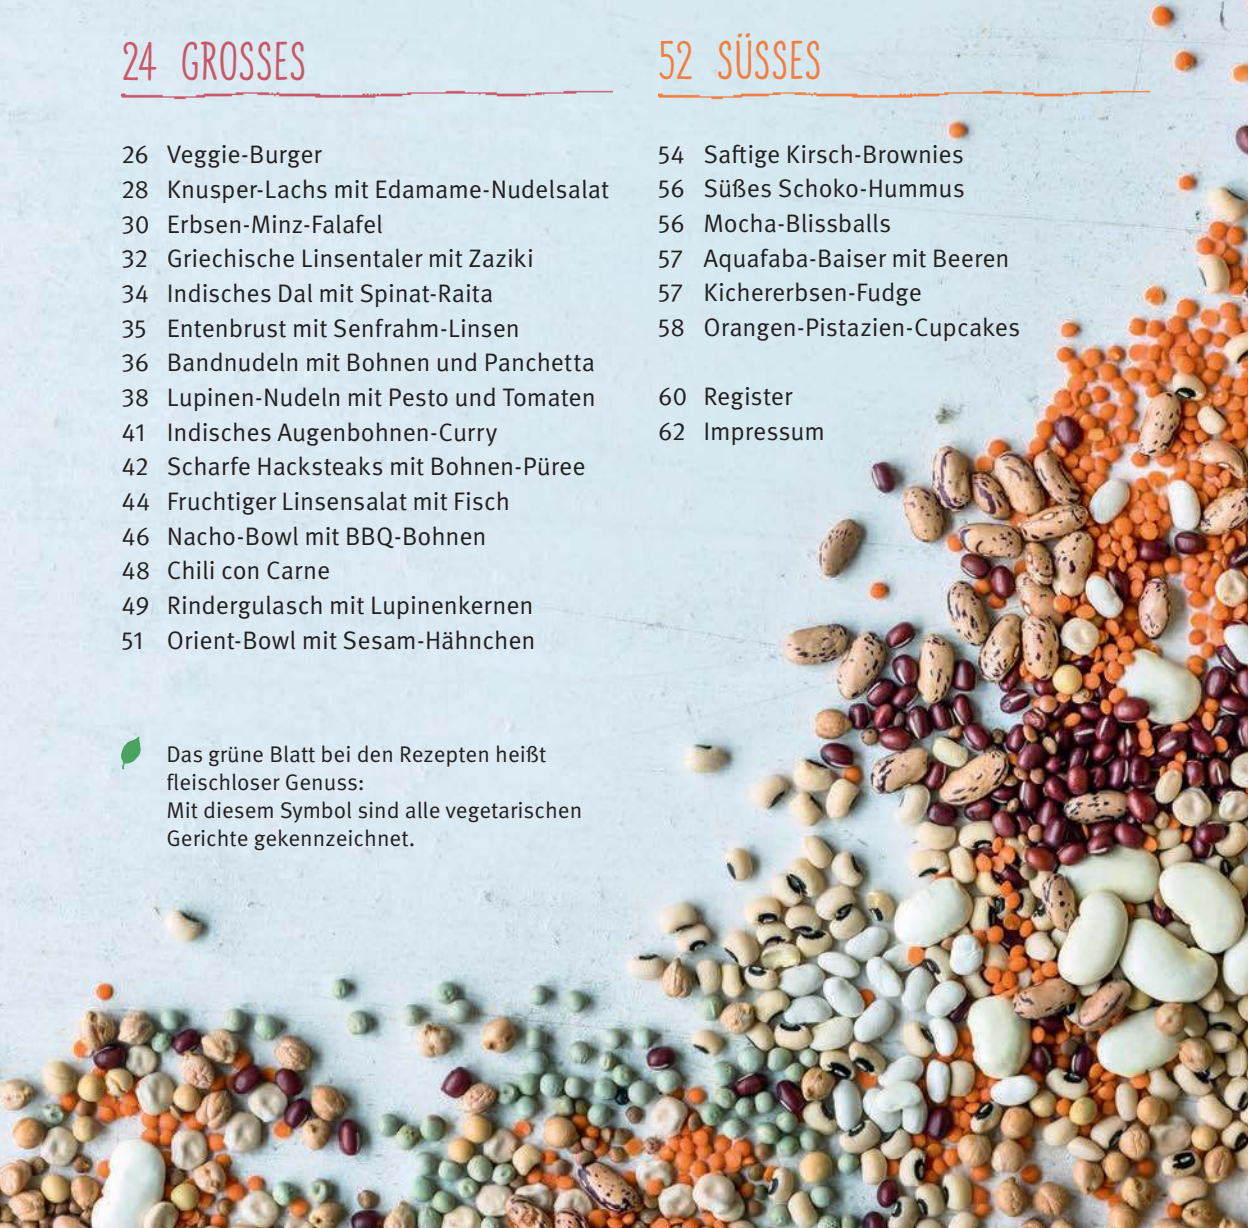 24 GROSSES
26 Veggie-Burger
28 Knusper-Lachs mit Edamame-Nudelsalat
30 Erbsen-Minz-Falafel
32 Griechische Linsentaler mit Zaziki
34 Indisches Dal mit Spinat-Raita
35 Entenbrust mit Senfrahm-Linsen
36 Bandnudeln mit Bohnen und Panchetta
38 Lupinen-Nudeln mit Pesto und Tomaten
41 Indisches Augenbohnen-Curry
42 Scharfe Hacksteaks mit Bohnen-Püree
44 Fruchtiger Linsensalat mit Fisch
46 Nacho-Bowl mit BBQ-Bohnen
48 Chili con Carne
49 Rindergulasch mit Lupinenkernen
51 Orient-Bowl mit Sesam-Hähnchen
Das grüne Blatt bei den Rezepten heißt
fleischloser Genuss:
Mit diesem Symbol sind alle vegetarischen
Gerichte gekennzeichnet.
52 SÜSSES
54 Saftige Kirsch-Brownies
56 Süßes Schoko-Hummus
56 Mocha-Blissballs
57 Aquafaba-Baiser mit Beeren
57 Kichererbsen-Fudge
58 Orangen-Pistazien-Cupcakes
60 Register
62 Impressum